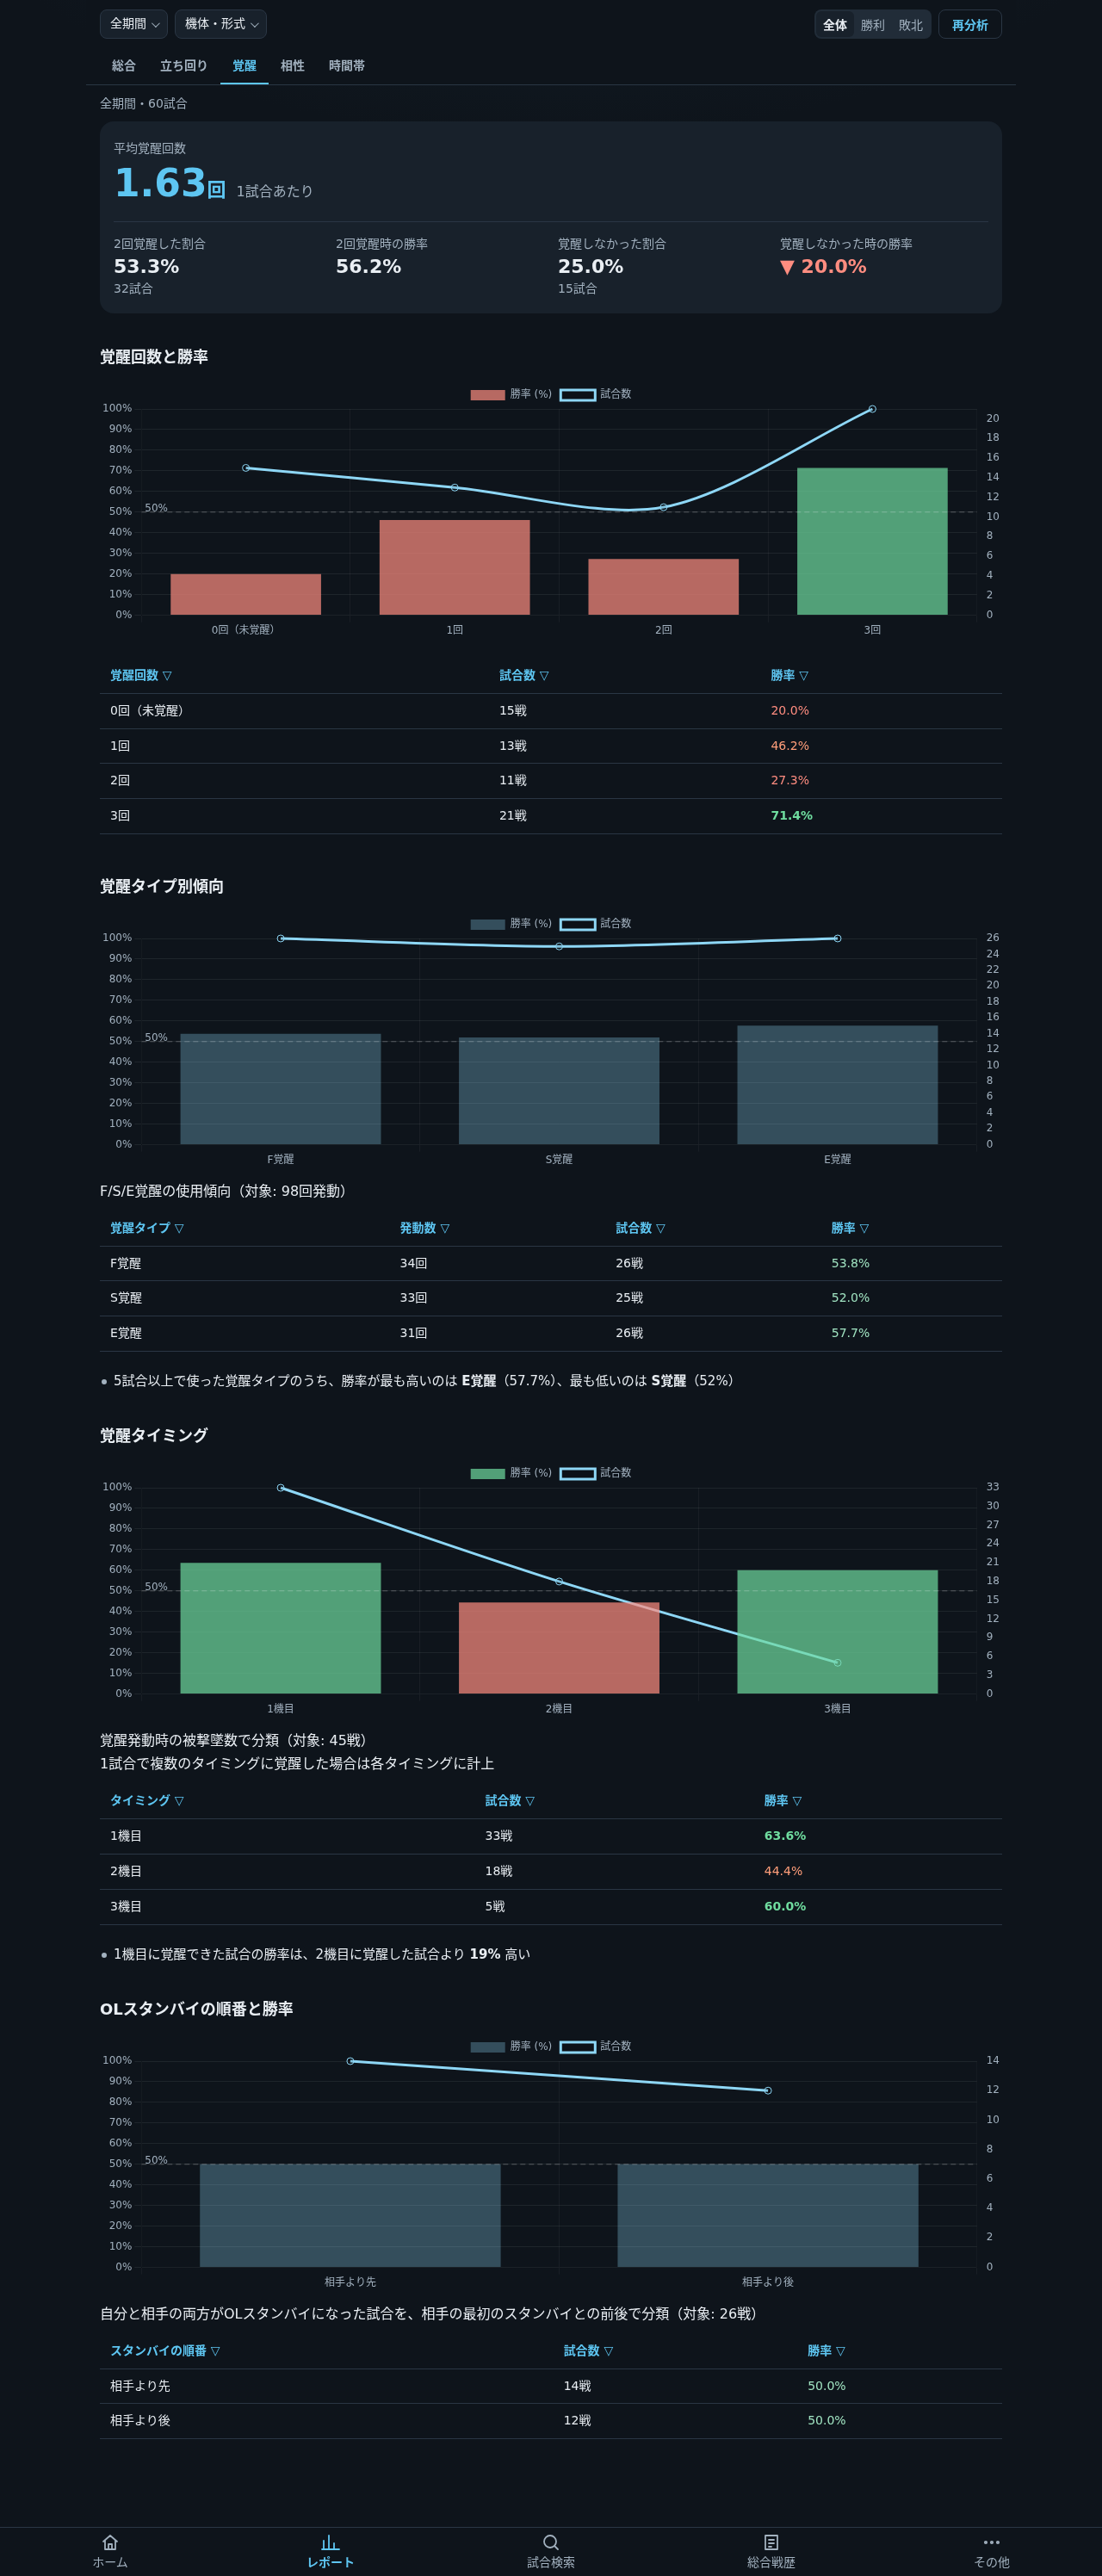 全期間
機体・形式
全体 勝利 敗北 再分析
総合 立ち回り 覚醒 相性 時間帯
全期間・60試合
平均覚醒回数
1.63回 1試合あたり
2回覚醒した割合 2回覚醒時の勝率 覚醒しなかった割合 覚醒しなかった時の勝率
53.3% 56.2% 25.0% ▼ 20.0%
32試合 15試合
覚醒回数と勝率
勝率 (%) 試合数
100%
90% 20
80% 18
70% 16
60% 14
50% 12
40% 10
30% 8
20% 6
10% 4
0% 2
0
50%
0回（未覚醒） 1回 2回 3回
覚醒回数 ▽ 試合数 ▽ 勝率 ▽
0回（未覚醒） 15戦 20.0%
1回 13戦 46.2%
2回 11戦 27.3%
3回 21戦 71.4%
覚醒タイプ別傾向
勝率 (%) 試合数
100% 26
90% 24
80% 22
70% 20
60% 18
50% 16
40% 14
30% 12
20% 10
10% 8
0% 6
4
2
0
50%
F覚醒 S覚醒 E覚醒
F/S/E覚醒の使用傾向（対象: 98回発動）
覚醒タイプ ▽ 発動数 ▽ 試合数 ▽ 勝率 ▽
F覚醒 34回 26戦 53.8%
S覚醒 33回 25戦 52.0%
E覚醒 31回 26戦 57.7%
5試合以上で使った覚醒タイプのうち、勝率が最も高いのは E覚醒（57.7%）、最も低いのは S覚醒（52%）
覚醒タイミング
勝率 (%) 試合数
100% 33
90% 30
80% 27
70% 24
60% 21
50% 18
40% 15
30% 12
20% 9
10% 6
0% 3
0
50%
1機目 2機目 3機目
覚醒発動時の被撃墜数で分類（対象: 45戦）
1試合で複数のタイミングに覚醒した場合は各タイミングに計上
タイミング ▽ 試合数 ▽ 勝率 ▽
1機目 33戦 63.6%
2機目 18戦 44.4%
3機目 5戦 60.0%
1機目に覚醒できた試合の勝率は、2機目に覚醒した試合より 19% 高い
OLスタンバイの順番と勝率
勝率 (%) 試合数
100% 14
90% 12
80% 10
70% 8
60% 6
50% 4
40% 2
30% 0
20%
10%
0%
50%
相手より先 相手より後
自分と相手の両方がOLスタンバイになった試合を、相手の最初のスタンバイとの前後で分類（対象: 26戦）
スタンバイの順番 ▽ 試合数 ▽ 勝率 ▽
相手より先 14戦 50.0%
相手より後 12戦 50.0%
ホーム レポート 試合検索 総合戦歴 その他